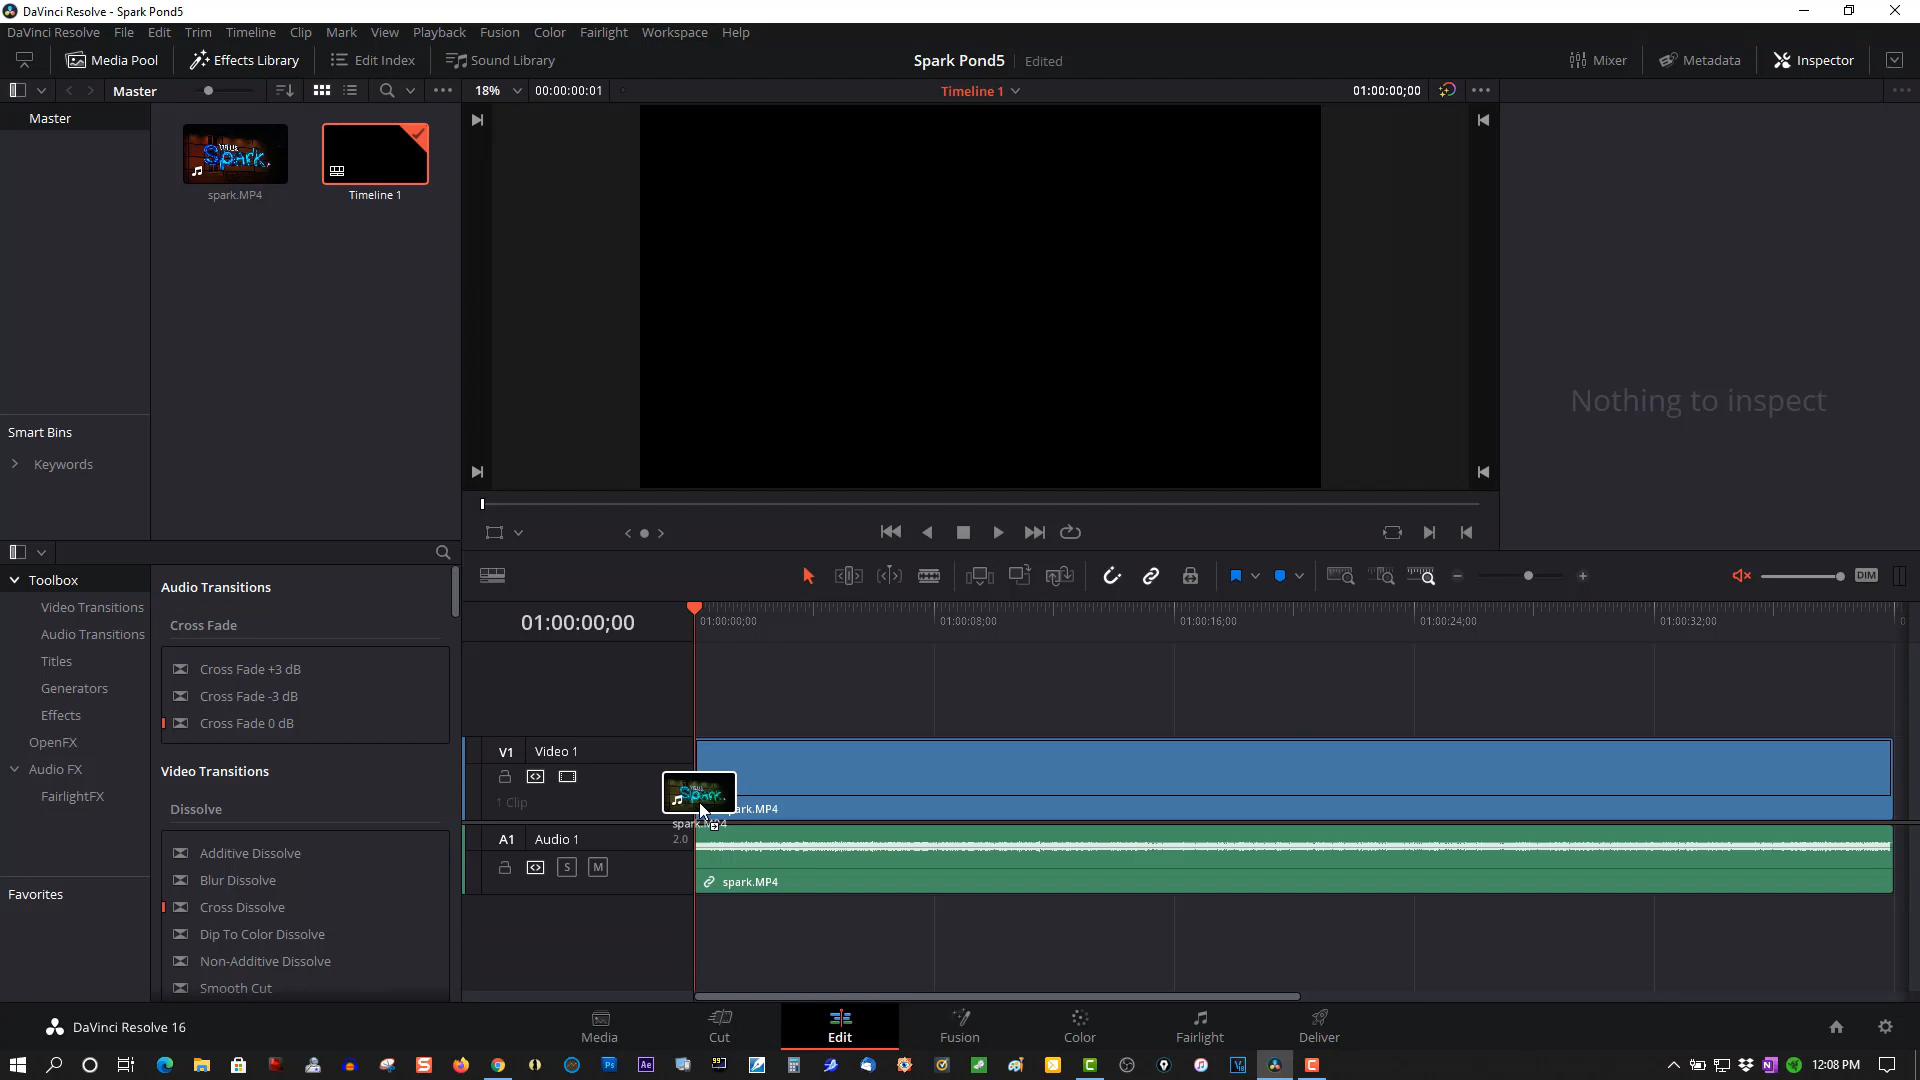 DaVinci Resolve - Spark Pond5
DaVinci Resolve File Edit Trim Timeline Clip Mark View Playback Fusion Color Fairlight Workspace Help
Media Pool Effects Library Edit Index Sound Library Spark Pond5 Edited Mixer Metadata Inspector
Master 18% 00:00:00:01 Timeline 1 01:00:00;00
Master
Spark.
spark.MP4 Timeline 1
Nothing to inspect
Smart Bins
Keywords
Toolbox
Video Transitions
Audio Transitions
Titles
Generators
Effects
OpenFX
Audio FX
FairlightFX
Favorites
Audio Transitions
Cross Fade
Cross Fade +3 dB
Cross Fade -3 dB
Cross Fade 0 dB
Video Transitions
Dissolve
Additive Dissolve
Blur Dissolve
Cross Dissolve
Dip To Color Dissolve
Non-Additive Dissolve
Smooth Cut
DIM
01:00:00;00 01:00:00;00 01:00:08;00 01:00:16;00 01:00:24;00 01:00:32;00
V1 Video 1
1 Clip
Spark.
spark.MP4
spark.MP4
A1 Audio 1 2.0
S M
spark.MP4
DaVinci Resolve 16
Media Cut Edit Fusion Color Fairlight Deliver
12:08 PM